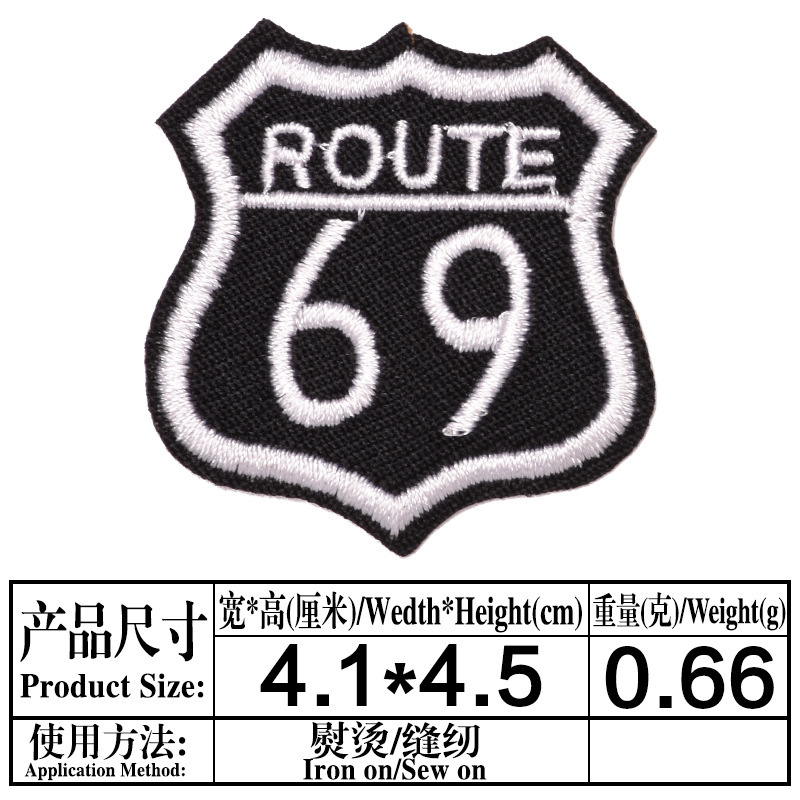 ROUTE
69
产品尺寸
Product Size:
宽*高(厘米)/Wedth*Height(cm)
4.1*4.5
重量(克)/Weight(g)
0.66
使用方法:
Application Method:
熨烫/缝纫
Iron on/Sew on